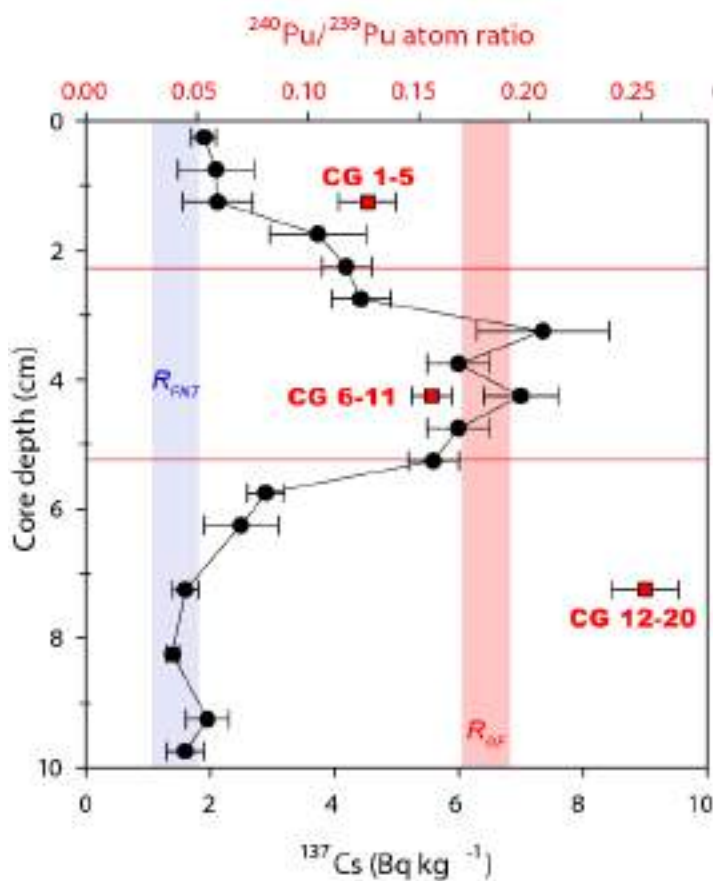 ²⁴⁰Pu/²³⁹Pu atom ratio
0.00 0.05 0.10 0.15 0.20 0.25
0
CG 1-5
2
Core depth (cm)
4
R
CG 6-11
6
CG 12-20
8
R
10
0 2 4 6 8 10
¹³⁷Cs (Bq kg ⁻¹)